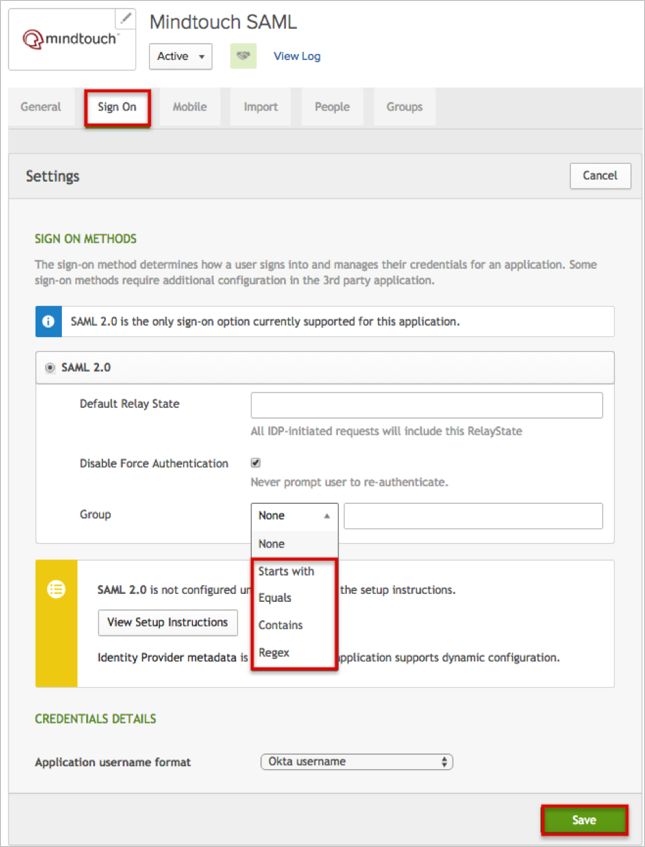 Mindtouch SAML
mindtouch
Active
View Log
General
Sign On
Mobile
Import
People
Groups
Settings
Cancel
SIGN ON METHODS
The sign-on method determines how a user signs into and manages their credentials for an application. Some
sign-on methods require additional configuration in the 3rd party application.
SAML 2.0 is the only sign-on option currently supported for this application.
SAML 2.0
Default Relay State
All IDP-initiated requests will include this RelayState
Disable Force Authentication
Never prompt user to re-authenticate.
Group
None
None
Starts with
Equals
Contains
Regex
SAML 2.0 is not configured un the setup instructions.
View Setup Instructions
Identity Provider metadata is application supports dynamic configuration.
CREDENTIALS DETAILS
Application username format
Okta username
Save